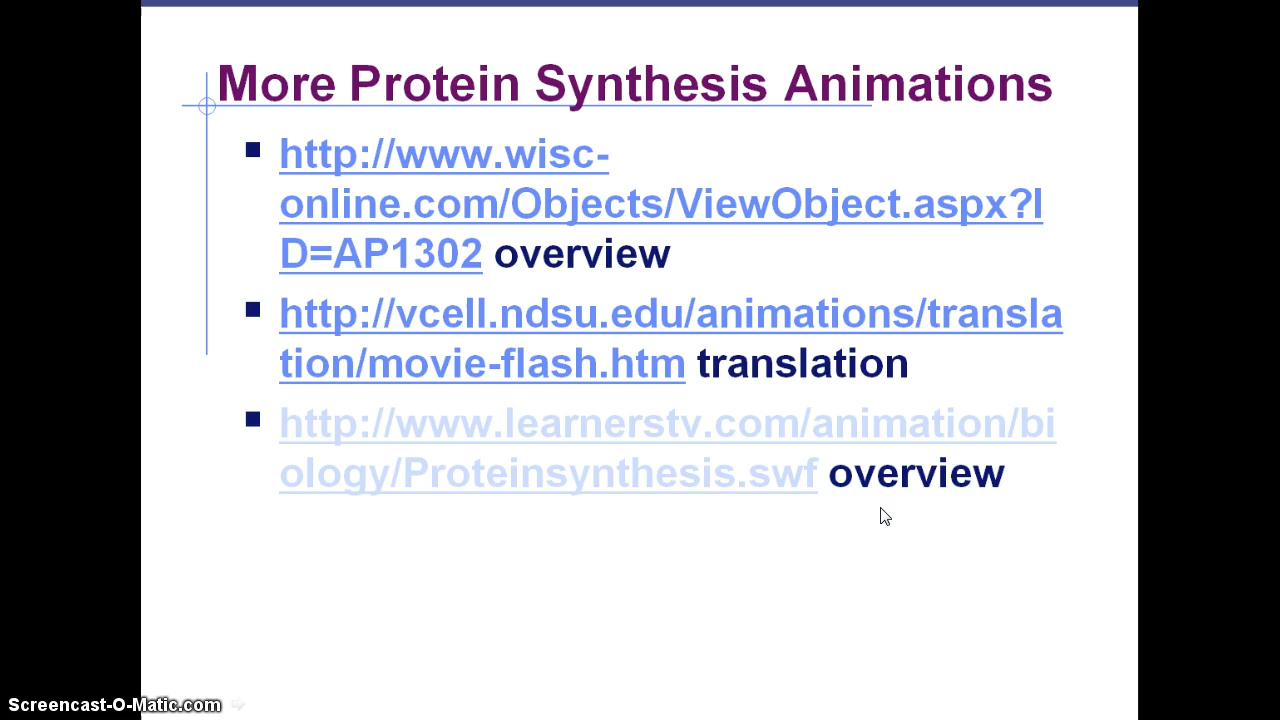 More Protein Synthesis Animations
http://www.wisc-
online.com/Objects/ViewObject.aspx?I
D=AP1302 overview
http://vcell.ndsu.edu/animations/transla
tion/movie-flash.htm translation
http://www.learnerstv.com/animation/bi
ology/Proteinsynthesis.swf overview
Screencast-O-Matic.com